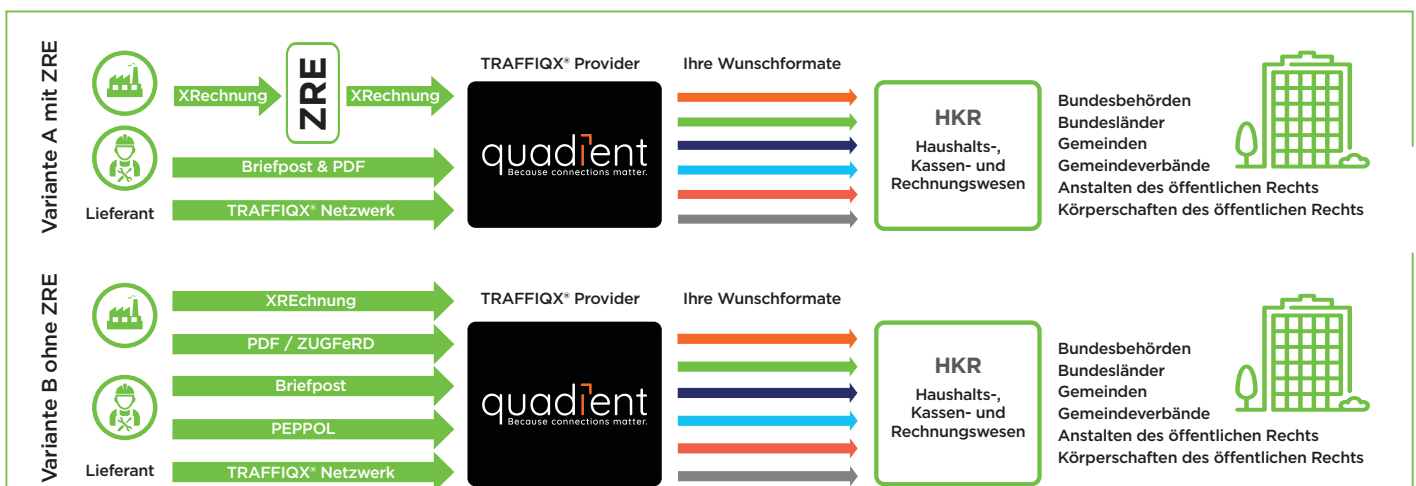 Variante A mit ZRE
XRechnung
ZRE
XRechnung
Briefpost & PDF
TRAFFIQX® Netzwerk
Lieferant
TRAFFIQX® Provider
quadient
Because connections matter.
Ihre Wunschformate
HKR
Haushalts-,
Kassen- und
Rechnungswesen
Bundesbehörden
Bundesländer
Gemeinden
Gemeindeverbände
Anstalten des öffentlichen Rechts
Körperschaften des öffentlichen Rechts
Variante B ohne ZRE
XREchnung
PDF / ZUGFeRD
Briefpost
PEPPOL
TRAFFIQX® Netzwerk
Lieferant
TRAFFIQX® Provider
quadient
Because connections matter.
Ihre Wunschformate
HKR
Haushalts-,
Kassen- und
Rechnungswesen
Bundesbehörden
Bundesländer
Gemeinden
Gemeindeverbände
Anstalten des öffentlichen Rechts
Körperschaften des öffentlichen Rechts